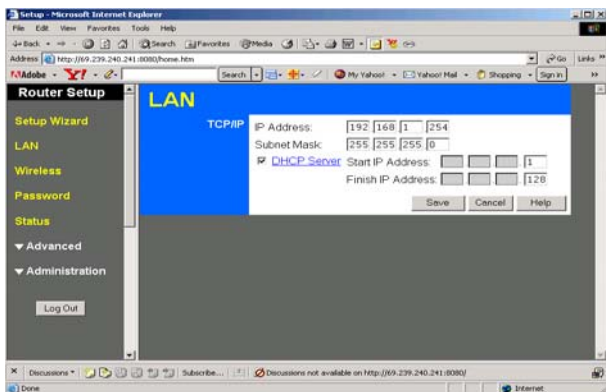 Setup - Microsoft Internet Explorer
File Edit View Favorites Tools Help
Back Search Favorites Media
Address http://69.239.240.241:8080/home.htm Go Links »
Adobe Y! Search My Yahoo! Yahoo! Mail Shopping Sign in »
Router Setup
LAN
Setup Wizard
LAN
Wireless
Password
Status
Advanced
Administration
Log Out
TCP/IP
IP Address: 192 168 1 254
Subnet Mask: 255 255 255 0
DHCP Server Start IP Address: 1
Finish IP Address: 128
Save Cancel Help
Discussions Subscribe... Discussions not available on http://69.239.240.241:8080/
Done Internet